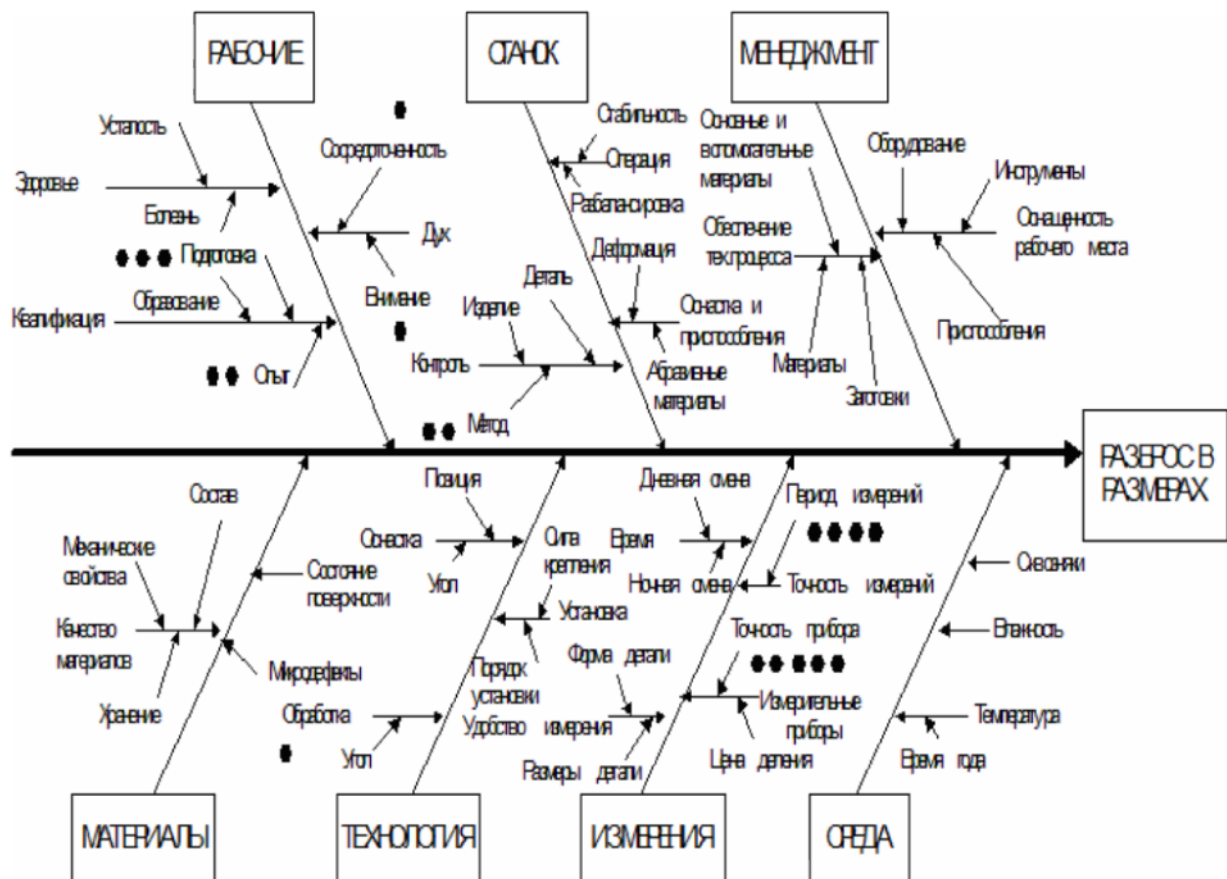 РАБОЧИЕ
СТАНОК
МЕНЕДЖМЕНТ
Усталость
Сосредоточенность
Здоровье
Болезнь
Дух
Подготовка
Образование
Внимание
Квалификация
Опыт
Стабильность
Операция
Разбалансировка
Деформация
Деталь
Изделие
Оснастка и
приспособления
Контроль
Абразивные
материалы
Метод
Основные и
вспомогательные
материалы
Оборудование
Инструменты
Обеспечение
техпроцесса
Оснащенность
рабочего места
Приспособления
Материалы
Заготовки
РАЗБРОС В
РАЗМЕРАХ
Состав
Механические
свойства
Состояние
поверхности
Качество
материалов
Микродефекты
Хранение
Позиция
Оснастка
Сила
крепления
Угол
Установка
Порядок
установки
Обработка
Угол
Дневная смена
Период измерений
Время
Ночная смена
Точность измерений
Точность прибора
Форма детали
Удобство измерения
Измерительные
приборы
Размеры детали
Цена деления
Сквозняки
Влажность
Температура
Время года
МАТЕРИАЛЫ
ТЕХНОЛОГИЯ
ИЗМЕРЕНИЯ
СРЕДА